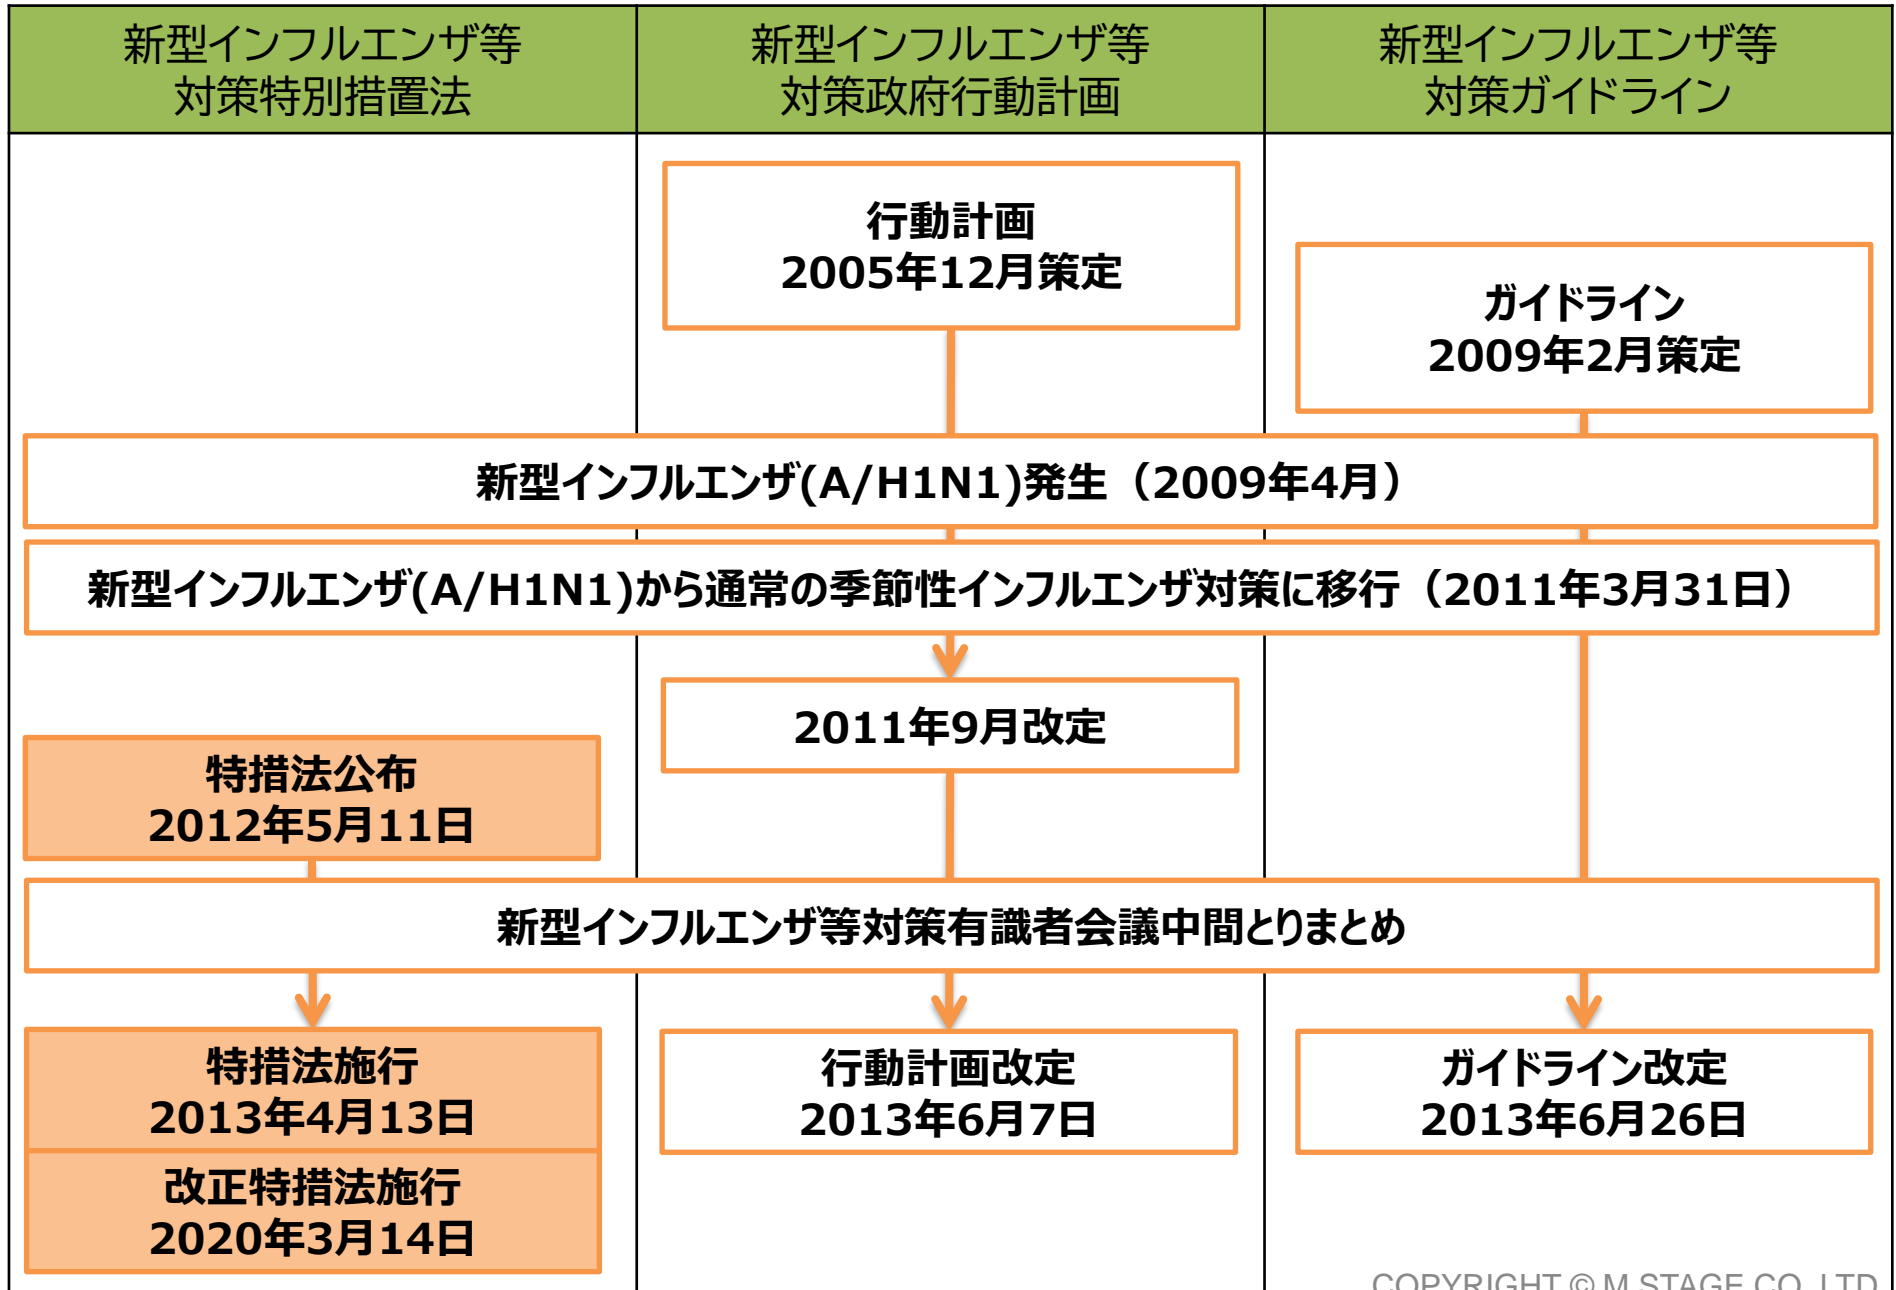 新型インフルエンザ等
対策特別措置法
新型インフルエンザ等
対策政府行動計画
新型インフルエンザ等
対策ガイドライン
行動計画
2005年12月策定
ガイドライン
2009年2月策定
新型インフルエンザ(A/H1N1)発生（2009年4月）
新型インフルエンザ(A/H1N1)から通常の季節性インフルエンザ対策に移行（2011年3月31日）
2011年9月改定
特措法公布
2012年5月11日
新型インフルエンザ等対策有識者会議中間とりまとめ
特措法施行
2013年4月13日
行動計画改定
2013年6月7日
ガイドライン改定
2013年6月26日
改正特措法施行
2020年3月14日
COPYRIGHT © M.STAGE CO.,LTD